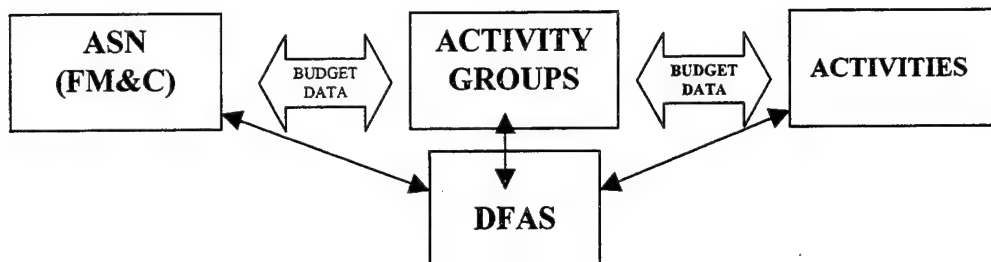 ASN
(FM&C)
BUDGET
DATA
ACTIVITY
GROUPS
BUDGET
DATA
ACTIVITIES
DFAS